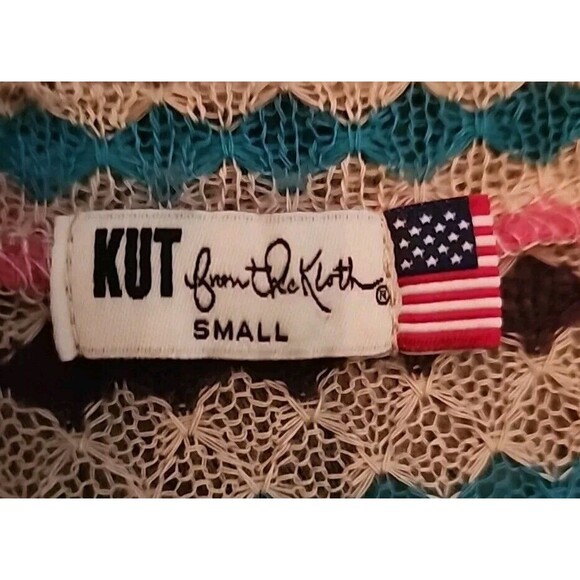 KUT from the Kloth®
SMALL